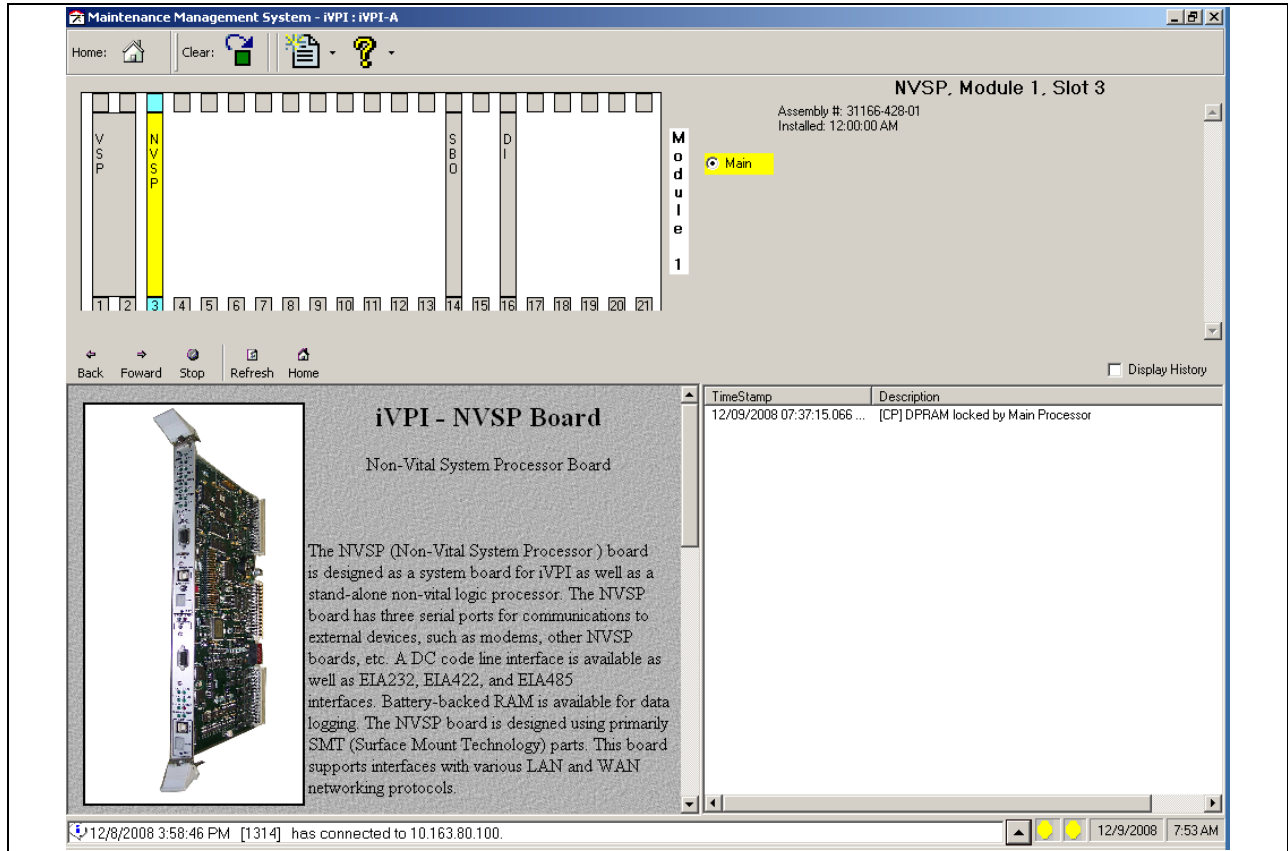 Maintenance Management System - iVPI : iVPI-A
Home: Clear:
NVSP, Module 1, Slot 3
Assembly #: 31166-428-01
Installed: 12:00:00 AM
Main
VSP
NVSP
SBO
DI
Module 1
1 2 3 4 5 6 7 8 9 10 11 12 13 14 15 16 17 18 19 20 21
Back Foward Stop Refresh Home
Display History
iVPI - NVSP Board
Non-Vital System Processor Board
The NVSP (Non-Vital System Processor ) board
is designed as a system board for iVPI as well as a
stand-alone non-vital logic processor. The NVSP
board has three serial ports for communications to
external devices, such as modems, other NVSP
boards, etc. A DC code line interface is available as
well as EIA232, EIA422, and EIA485
interfaces. Battery-backed RAM is available for data
logging. The NVSP board is designed using primarily
SMT (Surface Mount Technology) parts. This board
supports interfaces with various LAN and WAN
networking protocols.
TimeStamp Description
12/09/2008 07:37:15.066 ... [CP] DPRAM locked by Main Processor
12/8/2008 3:58:46 PM [1314] has connected to 10.163.80.100.
12/9/2008 7:53 AM